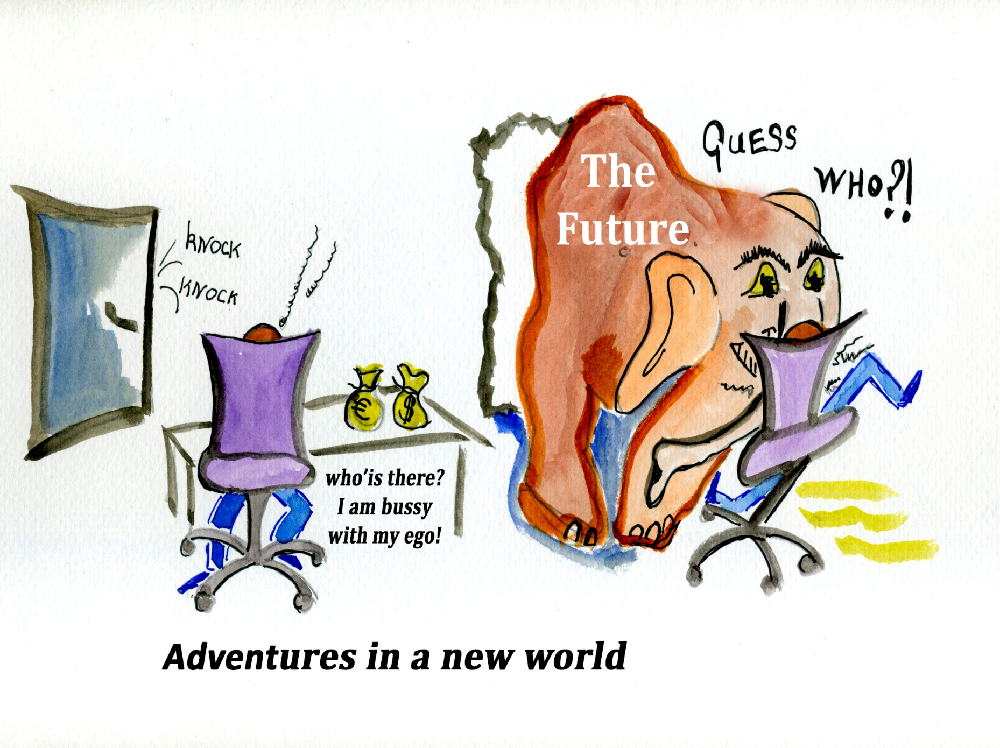 KNOCK
KNOCK
who'is there?
I am bussy
with my ego!
€
$
The
Future
GUESS
WHO?!
Adventures in a new world